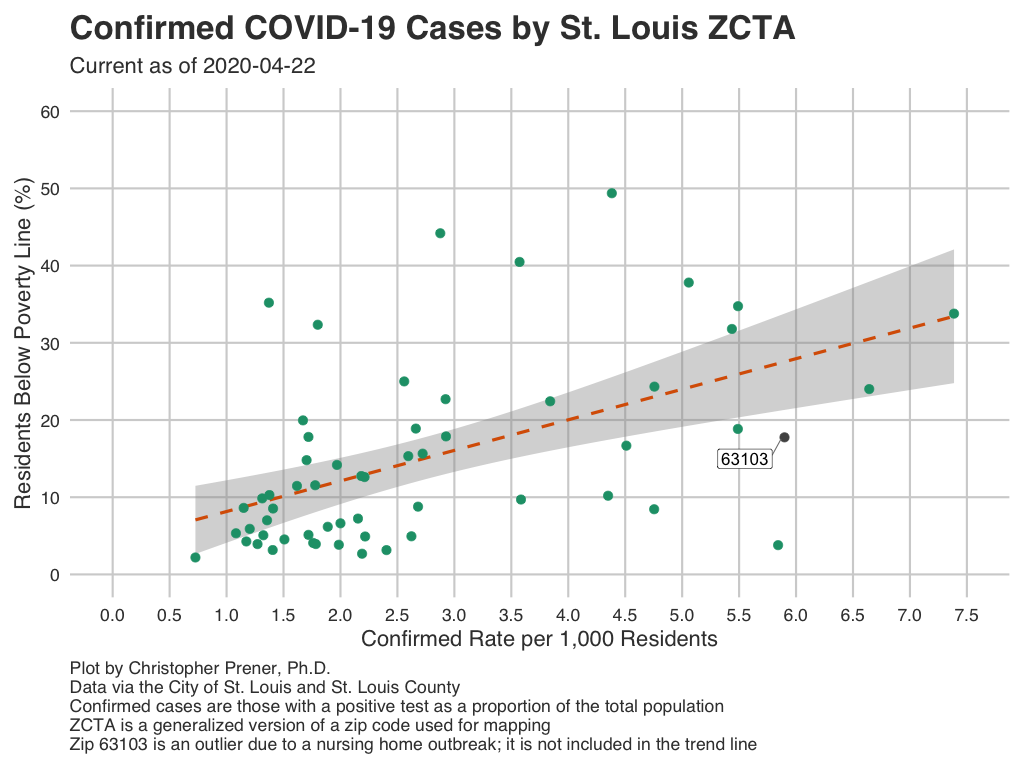 Confirmed COVID-19 Cases by St. Louis ZCTA
Current as of 2020-04-22
Residents Below Poverty Line (%)
60
50
40
30
20
10
0
63103
0.0 0.5 1.0 1.5 2.0 2.5 3.0 3.5 4.0 4.5 5.0 5.5 6.0 6.5 7.0 7.5
Confirmed Rate per 1,000 Residents
Plot by Christopher Prener, Ph.D.
Data via the City of St. Louis and St. Louis County
Confirmed cases are those with a positive test as a proportion of the total population
ZCTA is a generalized version of a zip code used for mapping
Zip 63103 is an outlier due to a nursing home outbreak; it is not included in the trend line